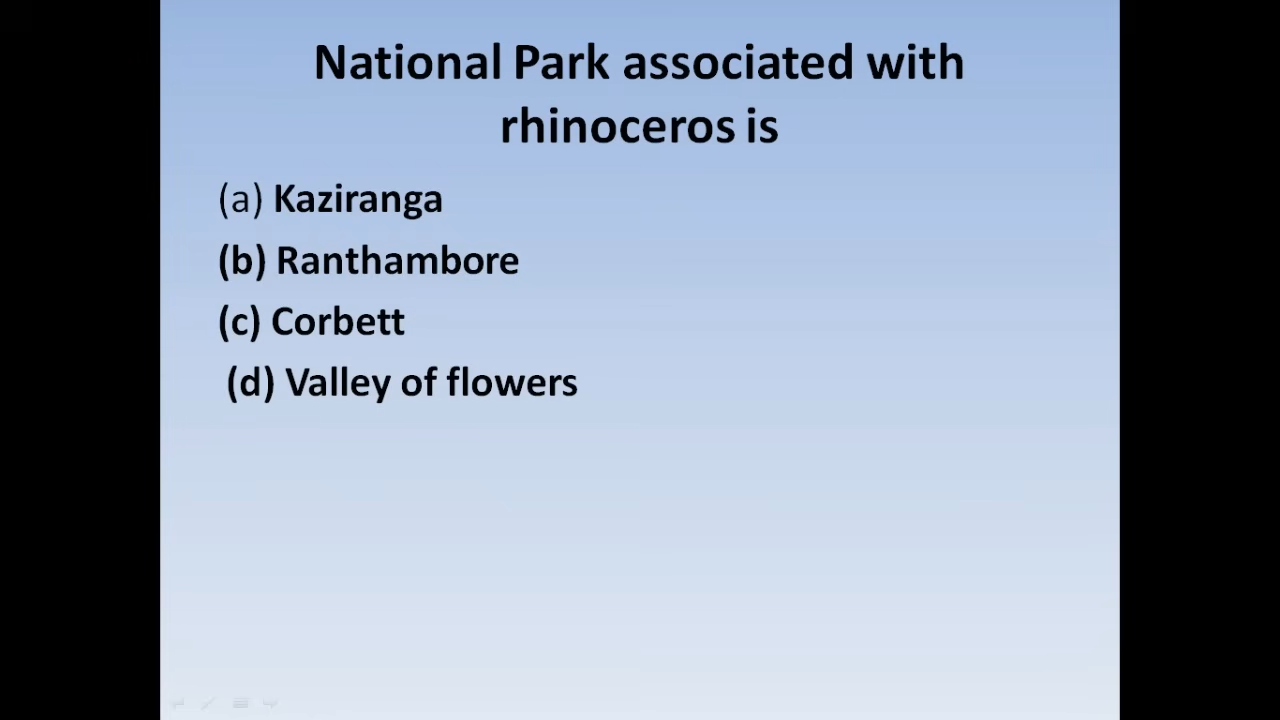 National Park associated with
rhinoceros is
(a) Kaziranga
(b) Ranthambore
(c) Corbett
(d) Valley of flowers